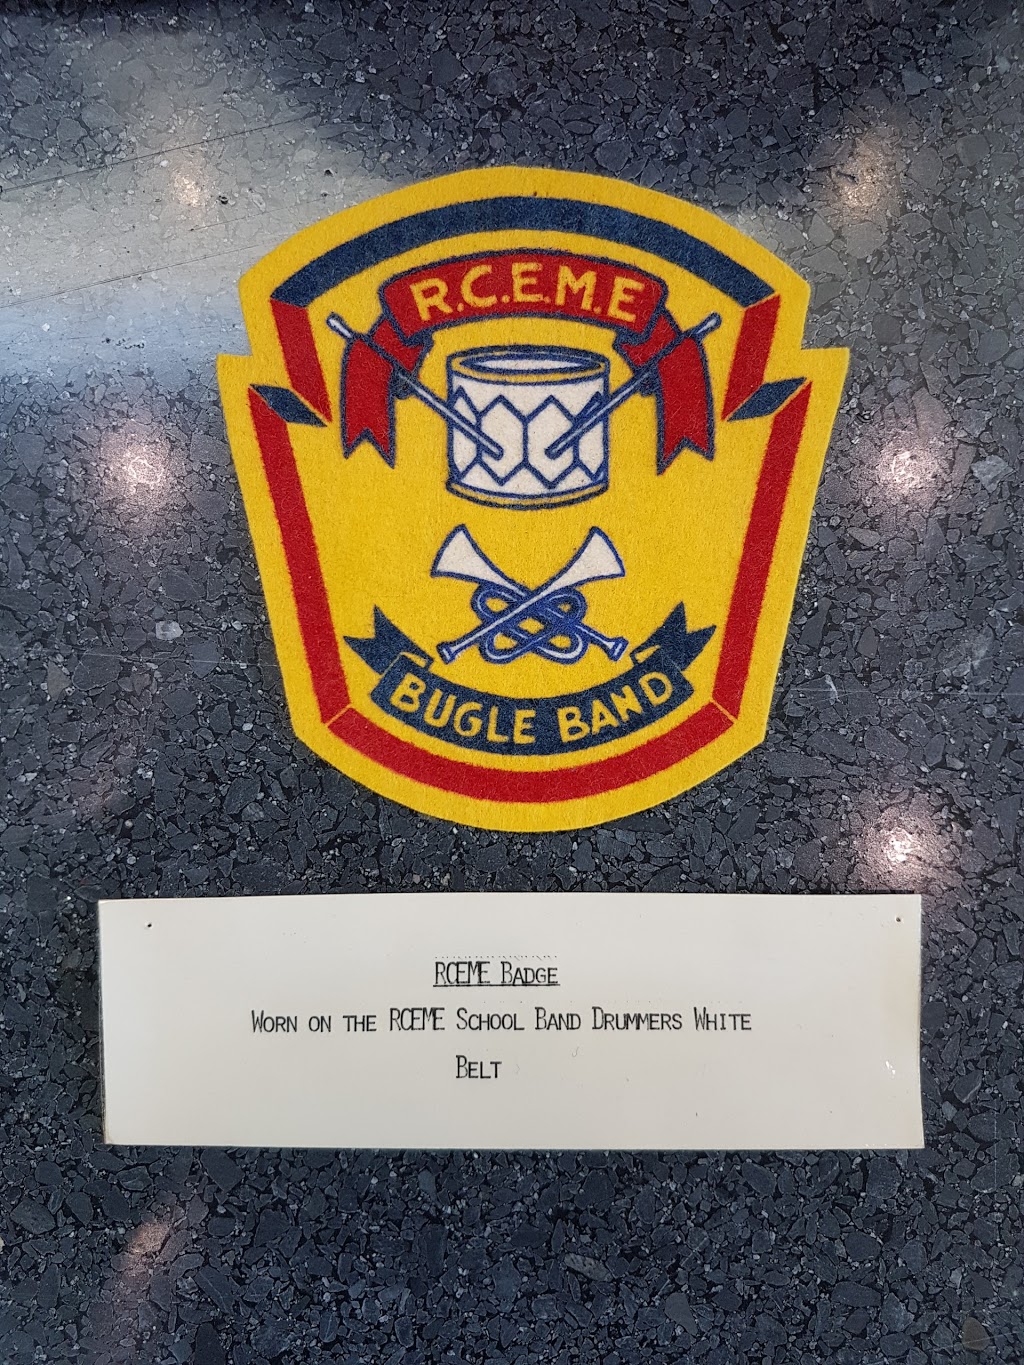 R.C.E.M.E
BUGLE BAND
RCEME BADGE
WORN ON THE RCEME SCHOOL BAND DRUMMERS WHITE
BELT